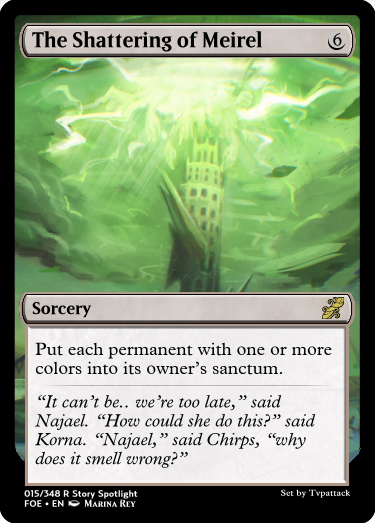 The Shattering of Meirel 6
Sorcery
Put each permanent with one or more
colors into its owner's sanctum.
“It can't be.. we're too late,” said
Najael. “How could she do this?” said
Korna. “Najael,” said Chirps, “why
does it smell wrong?”
015/348 R Story Spotlight
FOE • EN Marina Rey
Set by Tvpattack